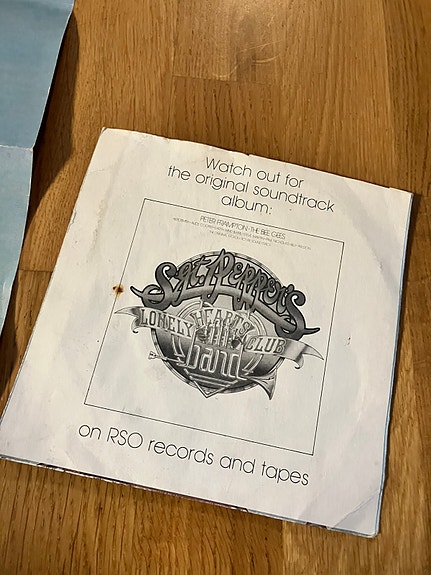 Watch out for
the original soundtrack
album:
PETER FRAMPTON · THE BEE GEES
SGT. PEPPER'S
LONELY HEARTS CLUB
band
on RSO records and tapes